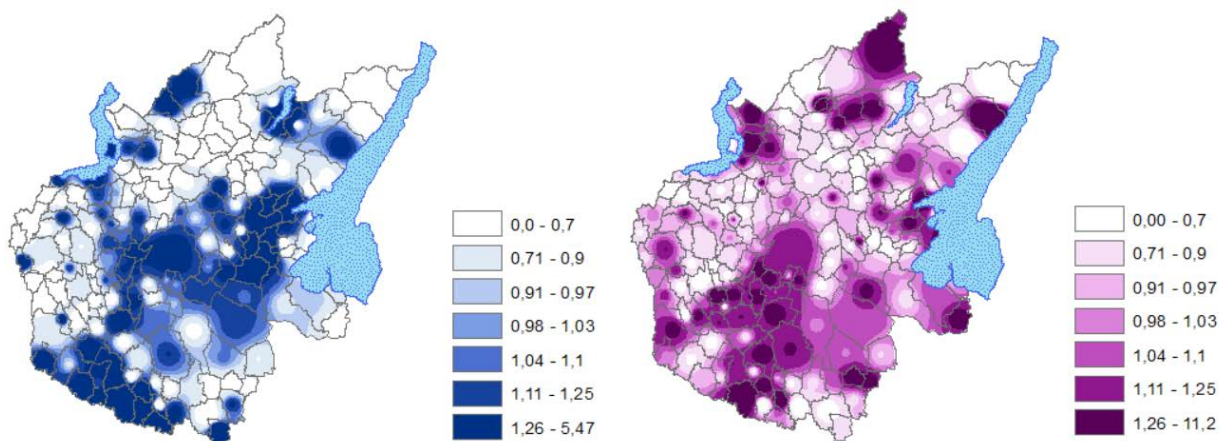 0,0 - 0,7
0,71 - 0,9
0,91 - 0,97
0,98 - 1,03
1,04 - 1,1
1,11 - 1,25
1,26 - 5,47
0,00 - 0,7
0,71 - 0,9
0,91 - 0,97
0,98 - 1,03
1,04 - 1,1
1,11 - 1,25
1,26 - 11,2